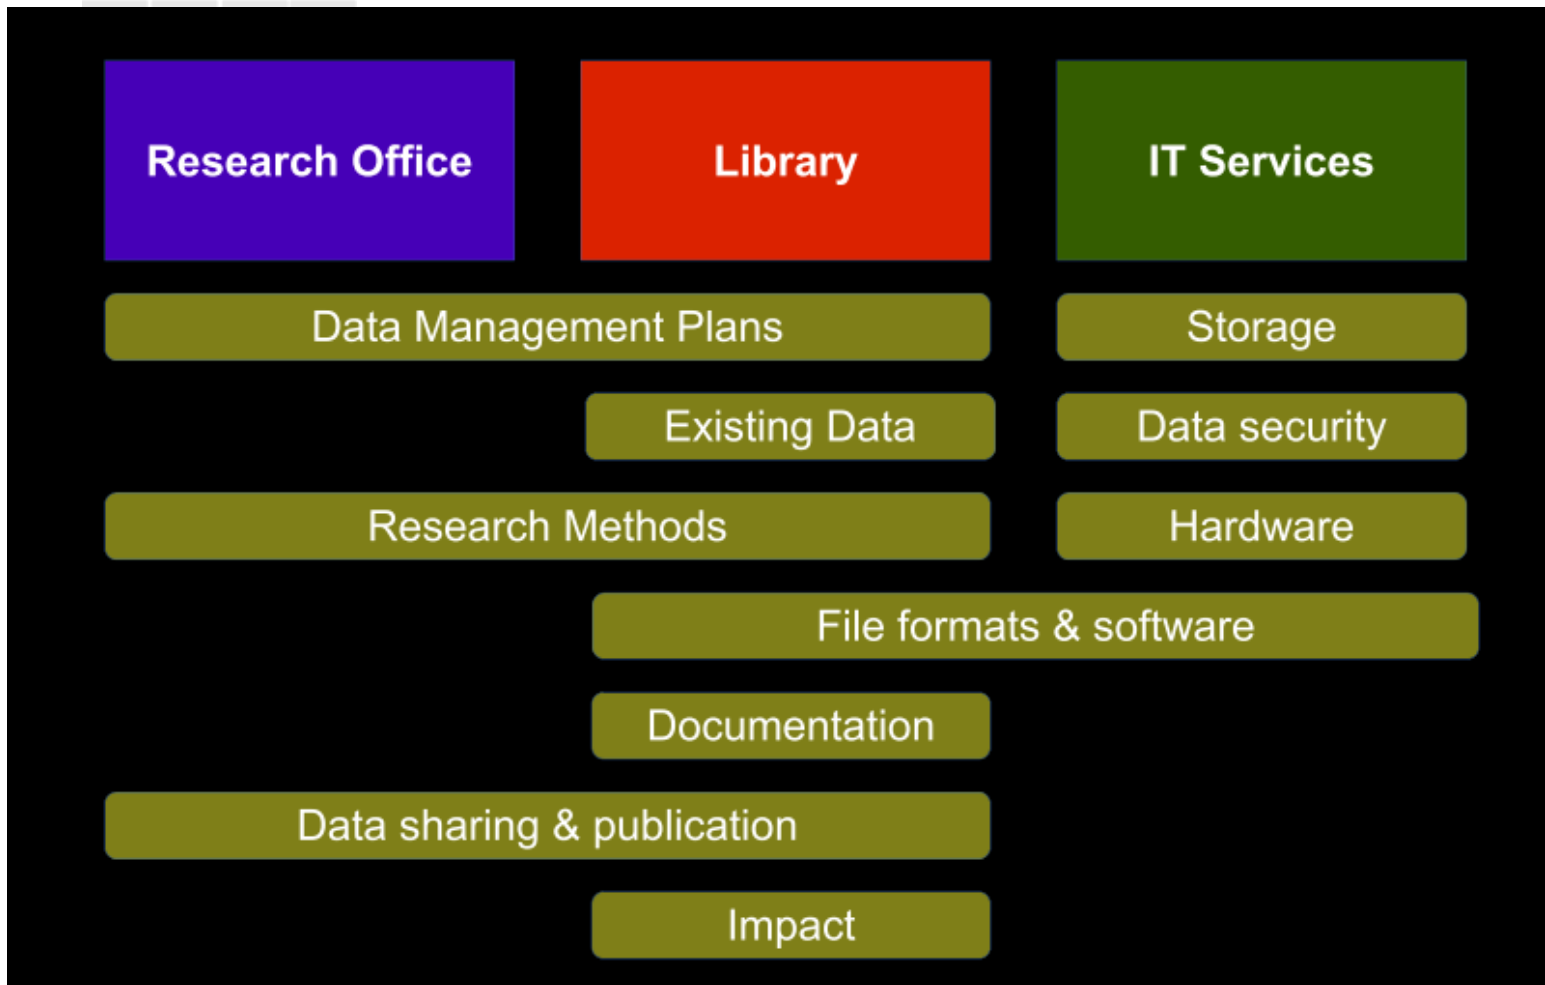 Research Office
Library
IT Services
Data Management Plans
Storage
Existing Data
Data security
Research Methods
Hardware
File formats & software
Documentation
Data sharing & publication
Impact